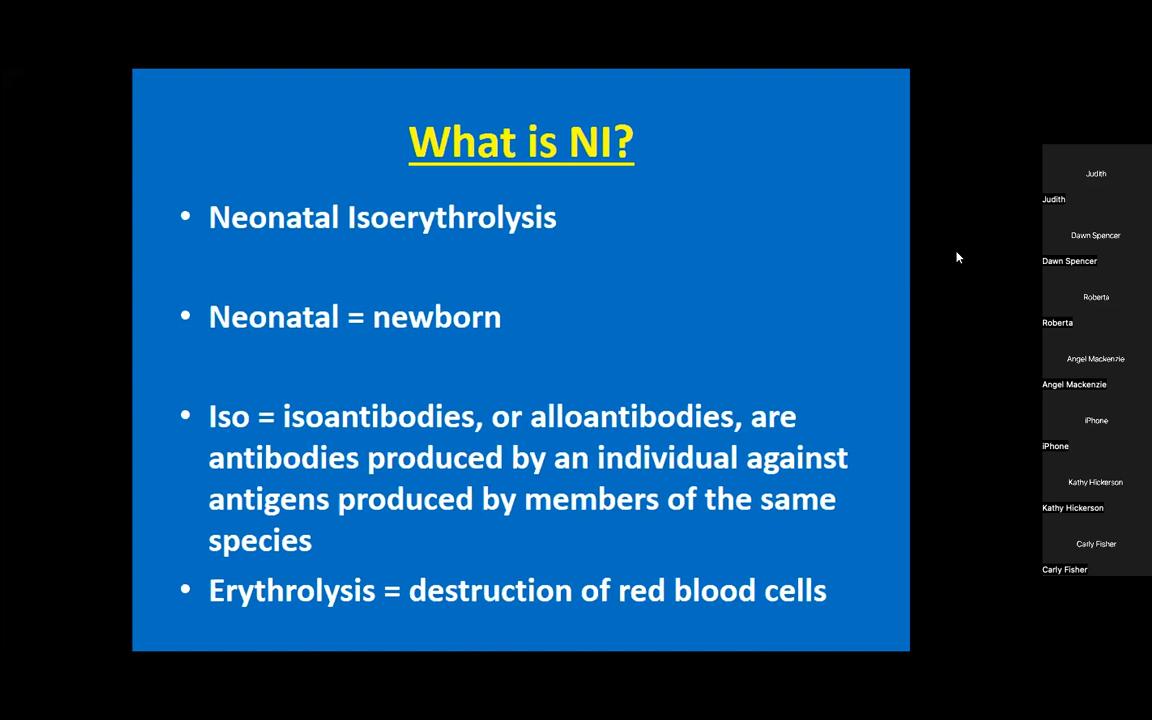 What is NI?
• Neonatal Isoerythrolysis
• Neonatal = newborn
• Iso = isoantibodies, or alloantibodies, are
antibodies produced by an individual against
antigens produced by members of the same
species
• Erythrolysis = destruction of red blood cells
Judith
Judith
Dawn Spencer
Dawn Spencer
Roberta
Roberta
Angel Mackenzie
Angel Mackenzie
iPhone
iPhone
Kathy Hickerson
Kathy Hickerson
Carly Fisher
Carly Fisher